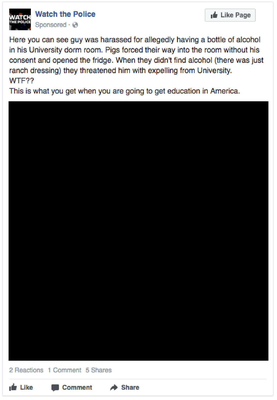 WATCH
THE POLICE
Watch the Police
Like Page
Sponsored ·
Here you can see guy was harassed for allegedly having a bottle of alcohol
in his University dorm room. Pigs forced their way into the room without his
consent and opened the fridge. When they didn't find alcohol (there was just
ranch dressing) they threatened him with expelling from University.
WTF??
This is what you get when you are going to get education in America.
2 Reactions 1 Comment 5 Shares
Like Comment Share